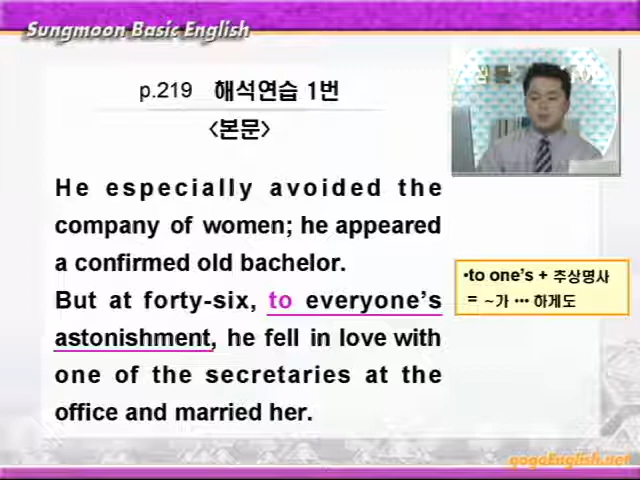 Sungmoon Basic English
p.219 해석연습 1번
<본문>
He especially avoided the
company of women; he appeared
a confirmed old bachelor.
But at forty-six, to everyone's
astonishment, he fell in love with
one of the secretaries at the
office and married her.
•to one's + 추상명사
= ~가 ··· 하게도
gogoEnglish.net